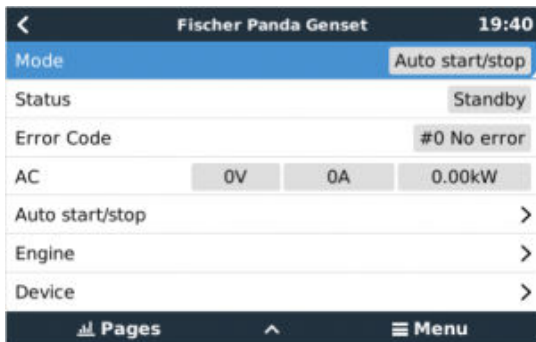 Fischer Panda Genset 19:40
Mode Auto start/stop
Status Standby
Error Code #0 No error
AC 0V 0A 0.00kW
Auto start/stop
Engine
Device
Pages Menu